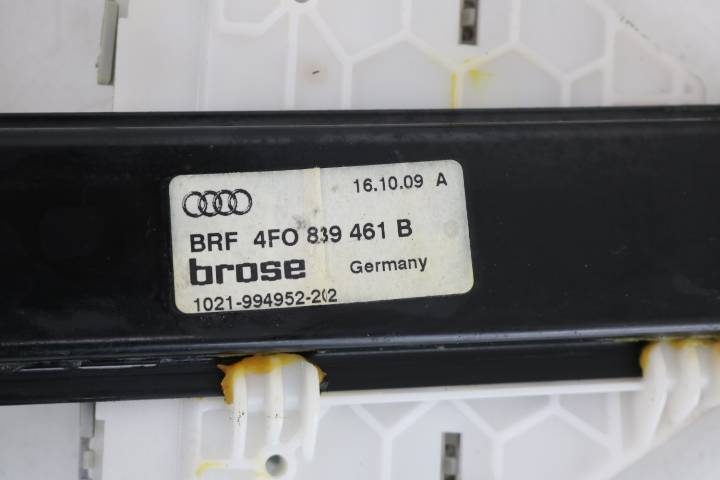 16.10.09 A
BRF 4F0 839 461 B
brose Germany
1021-994952-202